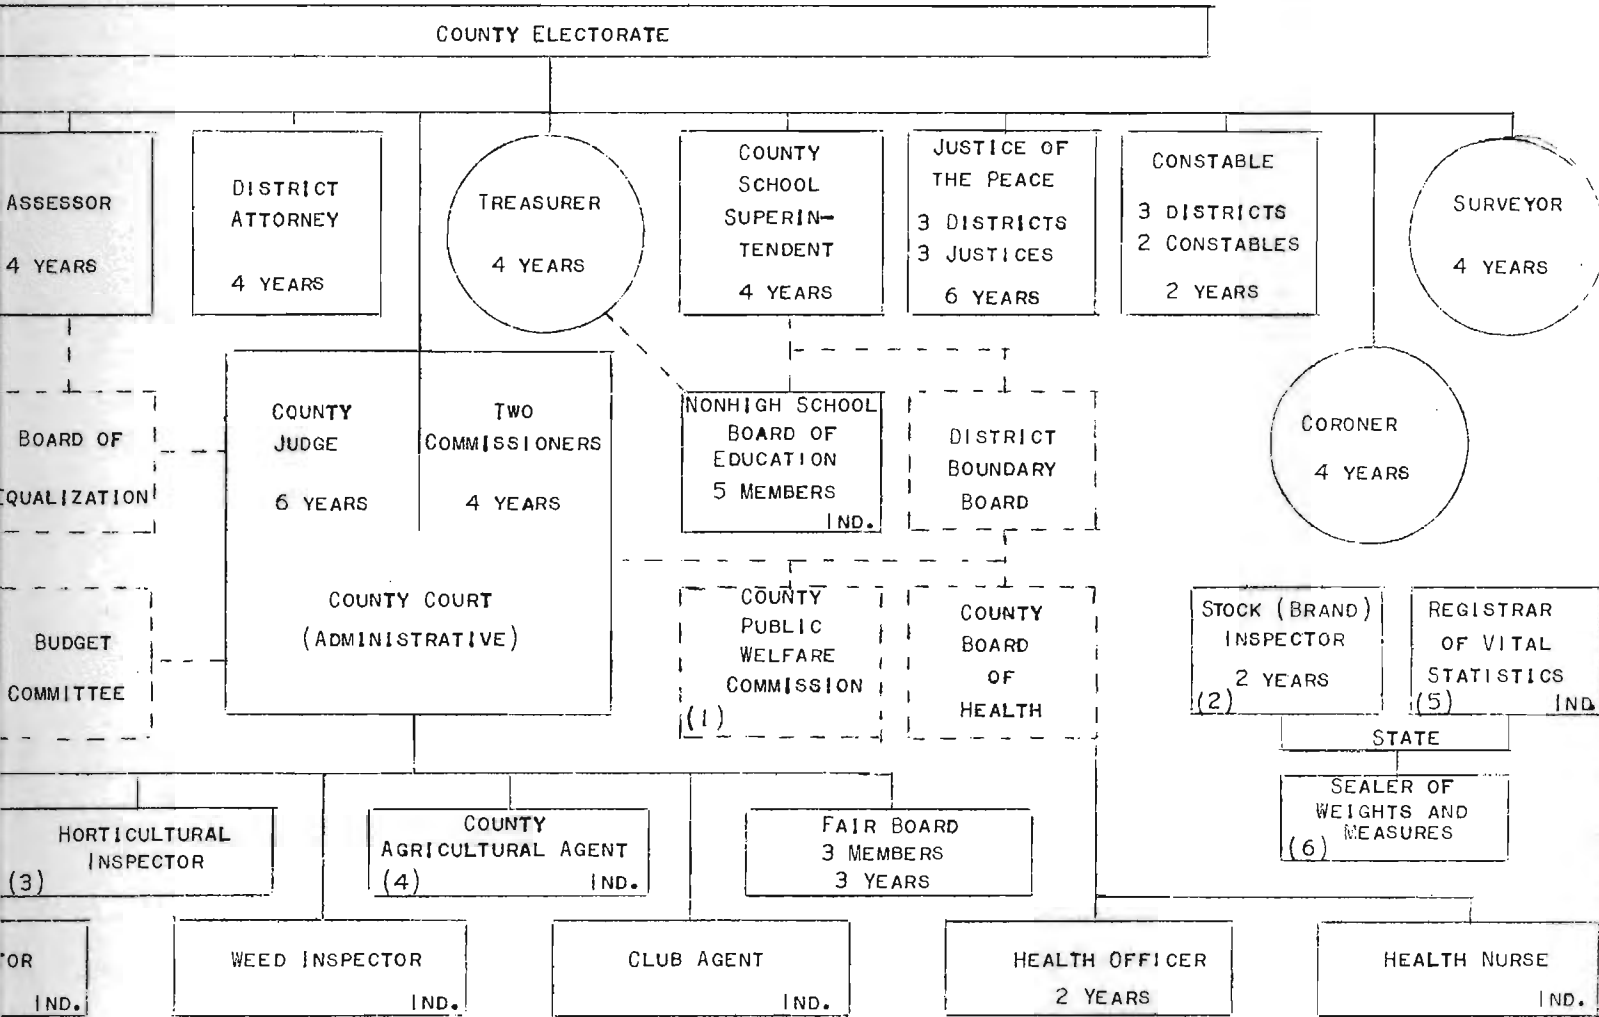 COUNTY ELECTORATE
ASSESSOR
4 YEARS
DISTRICT
ATTORNEY
4 YEARS
TREASURER
4 YEARS
COUNTY
SCHOOL
SUPERIN-
TENDENT
4 YEARS
JUSTICE OF
THE PEACE
3 DISTRICTS
3 JUSTICES
6 YEARS
CONSTABLE
3 DISTRICTS
2 CONSTABLES
2 YEARS
SURVEYOR
4 YEARS
BOARD OF
EQUALIZATION
COUNTY
JUDGE
6 YEARS
TWO
COMMISSIONERS
4 YEARS
COUNTY COURT
(ADMINISTRATIVE)
NONHIGH SCHOOL
BOARD OF
EDUCATION
5 MEMBERS
IND.
DISTRICT
BOUNDARY
BOARD
CORONER
4 YEARS
BUDGET
COMMITTEE
COUNTY
PUBLIC
WELFARE
COMMISSION
(1)
COUNTY
BOARD
OF
HEALTH
STOCK (BRAND)
INSPECTOR
2 YEARS
(2)
REGISTRAR
OF VITAL
STATISTICS
(5) IND.
STATE
SEALER OF
WEIGHTS AND
MEASURES
(6)
HORTICULTURAL
INSPECTOR
(3)
COUNTY
AGRICULTURAL AGENT
(4) IND.
FAIR BOARD
3 MEMBERS
3 YEARS
OR
IND.
WEED INSPECTOR
IND.
CLUB AGENT
IND.
HEALTH OFFICER
2 YEARS
HEALTH NURSE
IND.